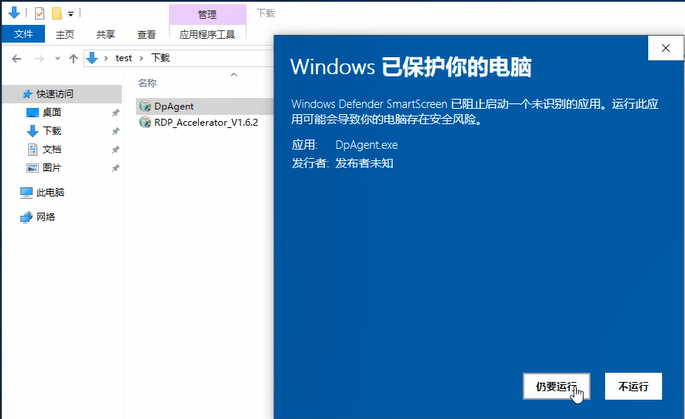 管理
下载
文件
主页
共享
查看
应用程序工具
test
下载
快速访问
桌面
下载
文档
图片
此电脑
网络
名称
DpAgent
RDP_Accelerator_V1.6.2
Windows 已保护你的电脑
Windows Defender SmartScreen 已阻止启动一个未识别的应用。运行此应
用可能会导致你的电脑存在安全风险。
应用: DpAgent.exe
发行者: 发布者未知
仍要运行
不运行